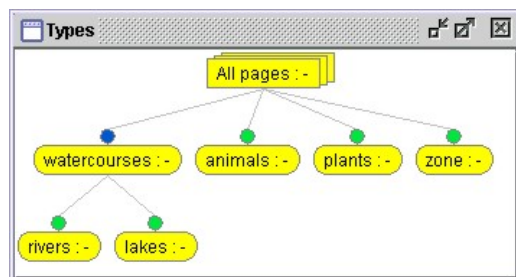 Types
All pages : -
watercourses : - animals : - plants : - zone : -
rivers : - lakes : -